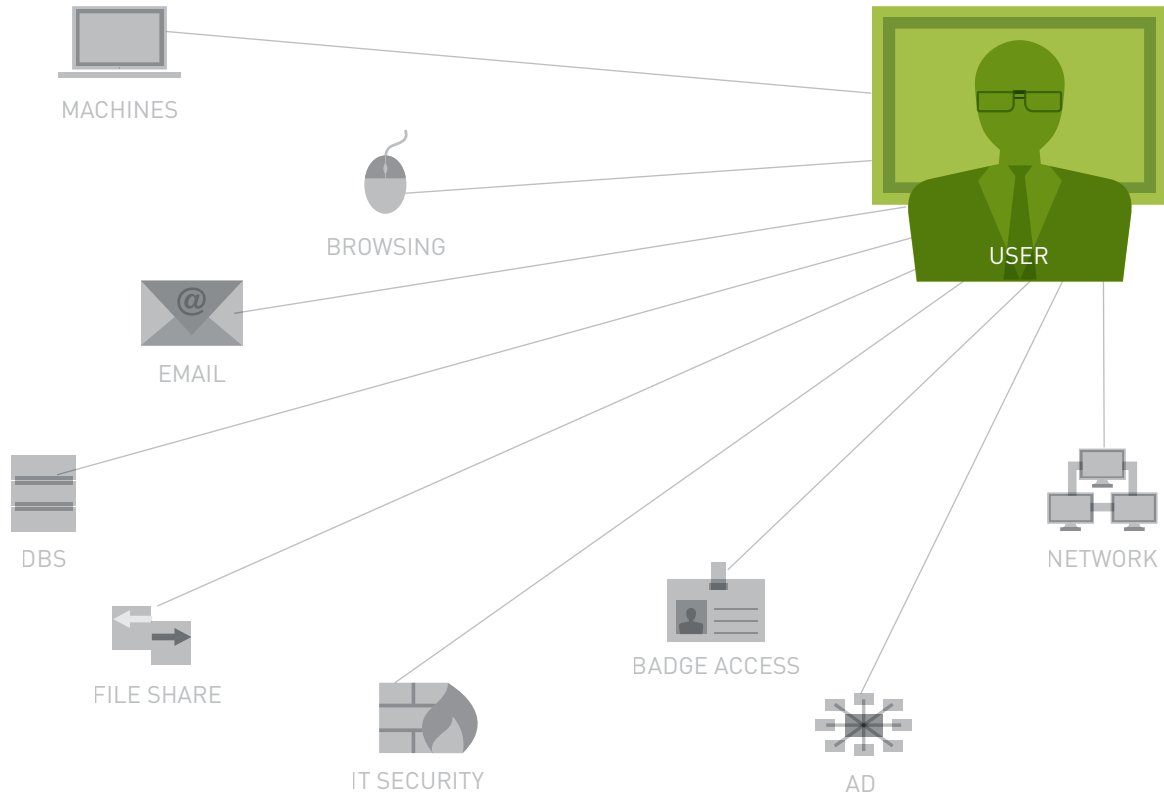 MACHINES
BROWSING
USER
@
EMAIL
DBS
NETWORK
FILE SHARE
BADGE ACCESS
IT SECURITY
AD